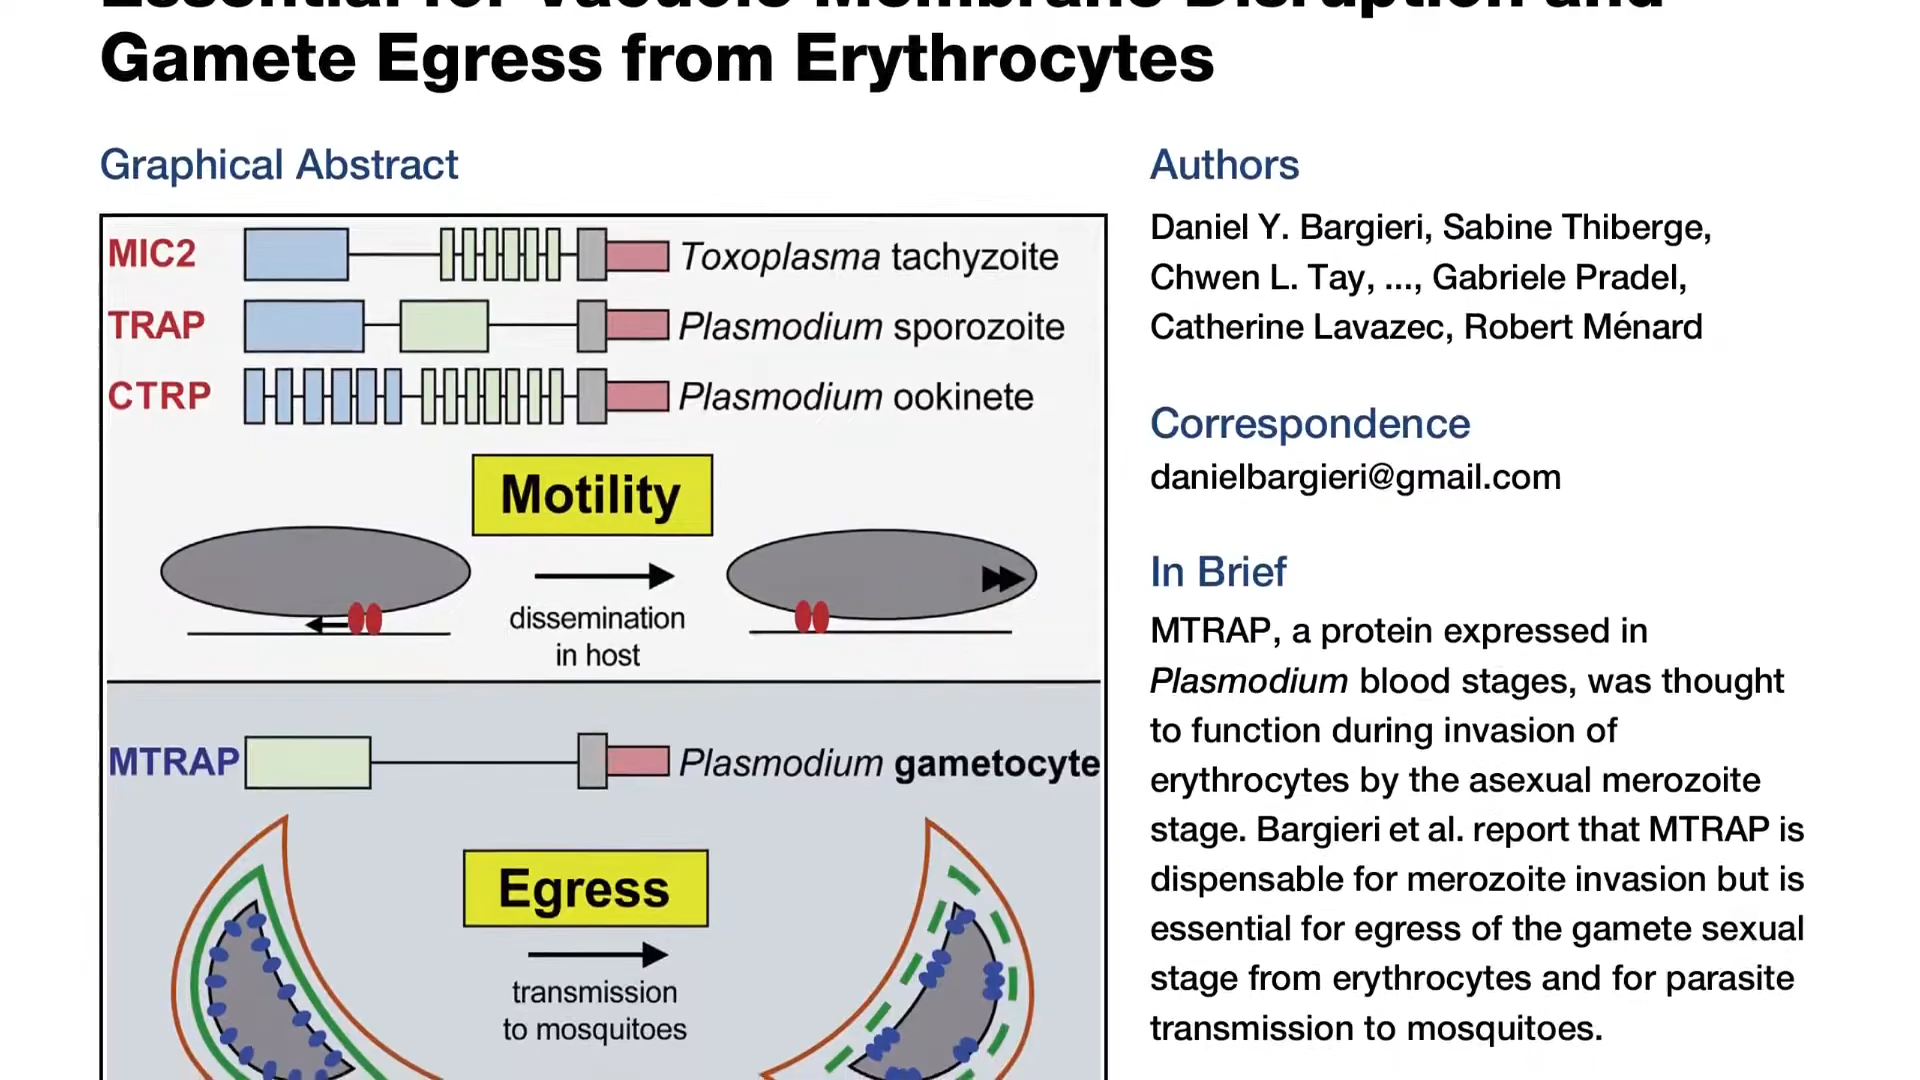 Essential for Vacuole Membrane Disruption and
Gamete Egress from Erythrocytes
Graphical Abstract
MIC2
Toxoplasma tachyzoite
TRAP
Plasmodium sporozoite
CTRP
Plasmodium ookinete
Motility
dissemination
in host
MTRAP
Plasmodium gametocyte
Egress
transmission
to mosquitoes
Authors
Daniel Y. Bargieri, Sabine Thiberge,
Chwen L. Tay, ..., Gabriele Pradel,
Catherine Lavazec, Robert Ménard
Correspondence
danielbargieri@gmail.com
In Brief
MTRAP, a protein expressed in
Plasmodium blood stages, was thought
to function during invasion of
erythrocytes by the asexual merozoite
stage. Bargieri et al. report that MTRAP is
dispensable for merozoite invasion but is
essential for egress of the gamete sexual
stage from erythrocytes and for parasite
transmission to mosquitoes.